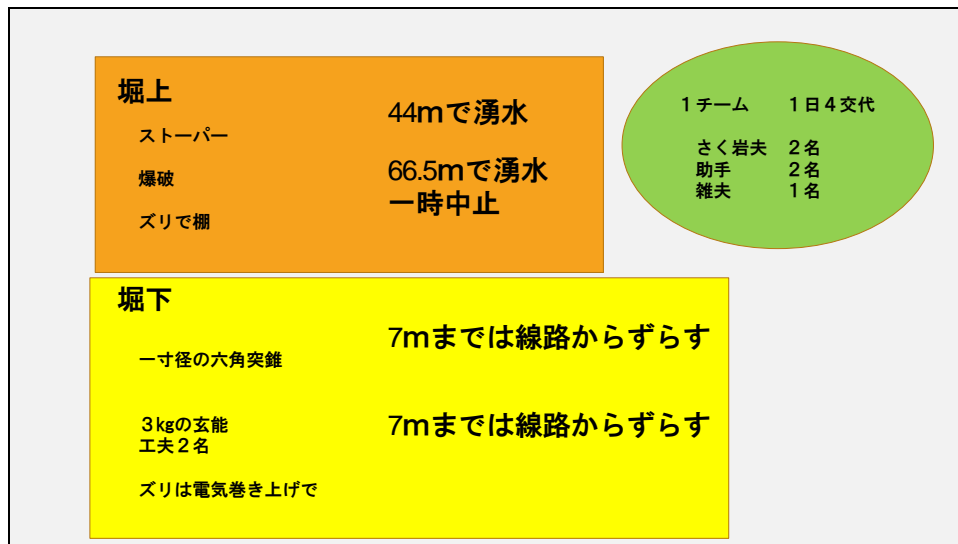 堀上
ストーパー
爆破
ズリで棚
44mで湧水
66.5mで湧水
一時中止
1チーム 1日4交代
さく岩夫 2名
助手 2名
雑夫 1名
堀下
一寸径の六角突錐
3kgの玄能
工夫2名
ズリは電気巻き上げで
7mまでは線路からずらす
7mまでは線路からずらす